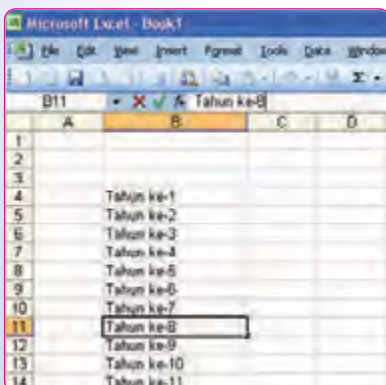 Microsoft Excel - Book1
File Edit View Insert Format Tools Data Window
Σ
B11 fx Tahun ke-8
A B C D
1
2
3
4 Tahun ke-1
5 Tahun ke-2
6 Tahun ke-3
7 Tahun ke-4
8 Tahun ke-5
9 Tahun ke-6
10 Tahun ke-7
11 Tahun ke-8
12 Tahun ke-9
13 Tahun ke-10
14 Tahun ke-11